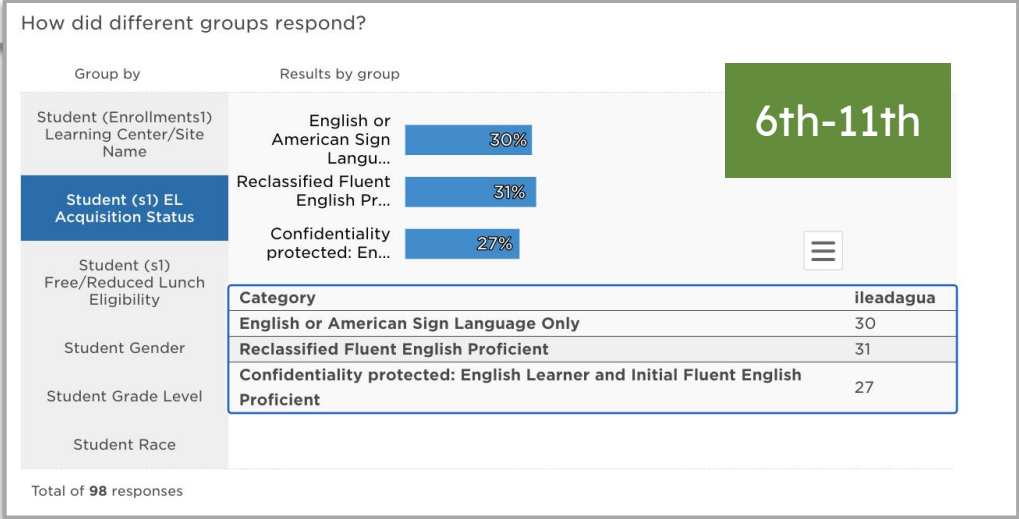 How did different groups respond?
Group by
Results by group
6th-11th
Student (Enrollments1)
Learning Center/Site
Name
Student (s1) EL
Acquisition Status
Student (s1)
Free/Reduced Lunch
Eligibility
Student Gender
Student Grade Level
Student Race
English or
American Sign
Langu...
30%
Reclassified Fluent
English Pr...
31%
Confidentiality
protected: En...
27%
Category ileadagua
English or American Sign Language Only 30
Reclassified Fluent English Proficient 31
Confidentiality protected: English Learner and Initial Fluent English
Proficient
27
Total of 98 responses